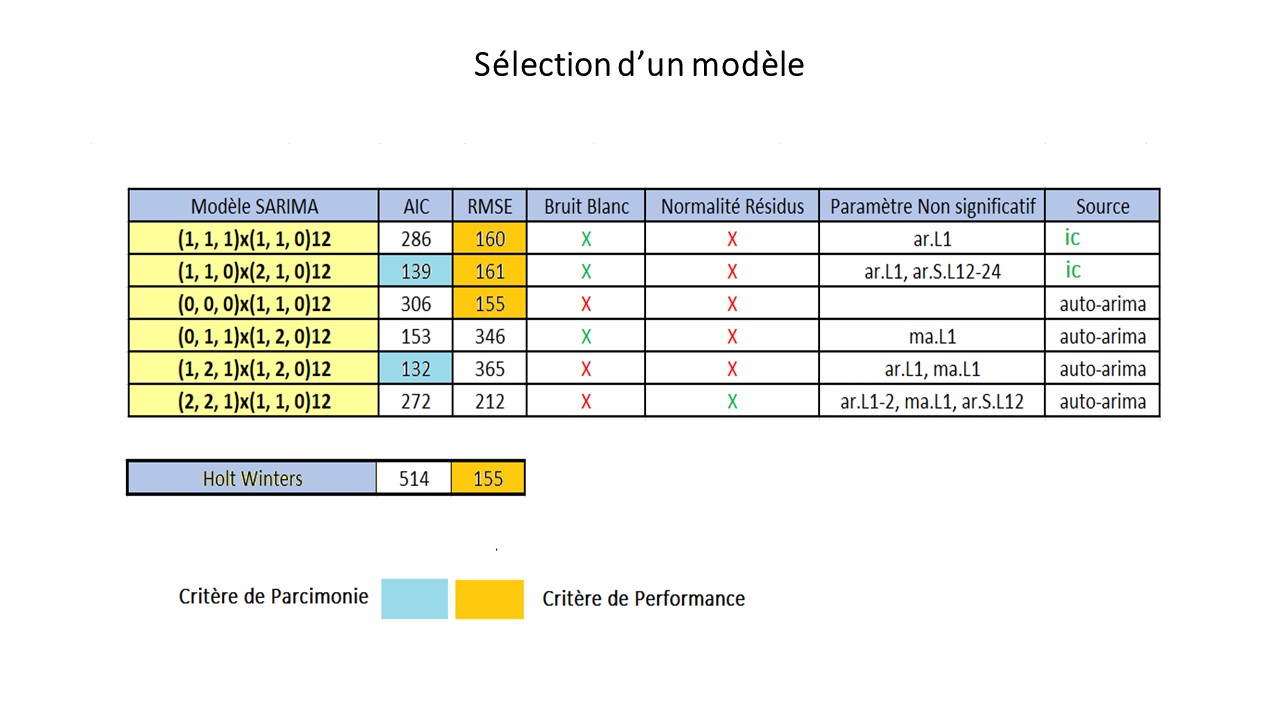 Sélection d’un modèle
Modèle SARIMA AIC RMSE Bruit Blanc Normalité Résidus Paramètre Non significatif Source
(1, 1, 1)x(1, 1, 0)12 286 160 X X ar.L1 ic
(1, 1, 0)x(2, 1, 0)12 139 161 X X ar.L1, ar.S.L12-24 ic
(0, 0, 0)x(1, 1, 0)12 306 155 X X auto-arima
(0, 1, 1)x(1, 2, 0)12 153 346 X X ma.L1 auto-arima
(1, 2, 1)x(1, 2, 0)12 132 365 X X ar.L1, ma.L1 auto-arima
(2, 2, 1)x(1, 1, 0)12 272 212 X X ar.L1-2, ma.L1, ar.S.L12 auto-arima
Holt Winters 514 155
Critère de Parcimonie Critère de Performance